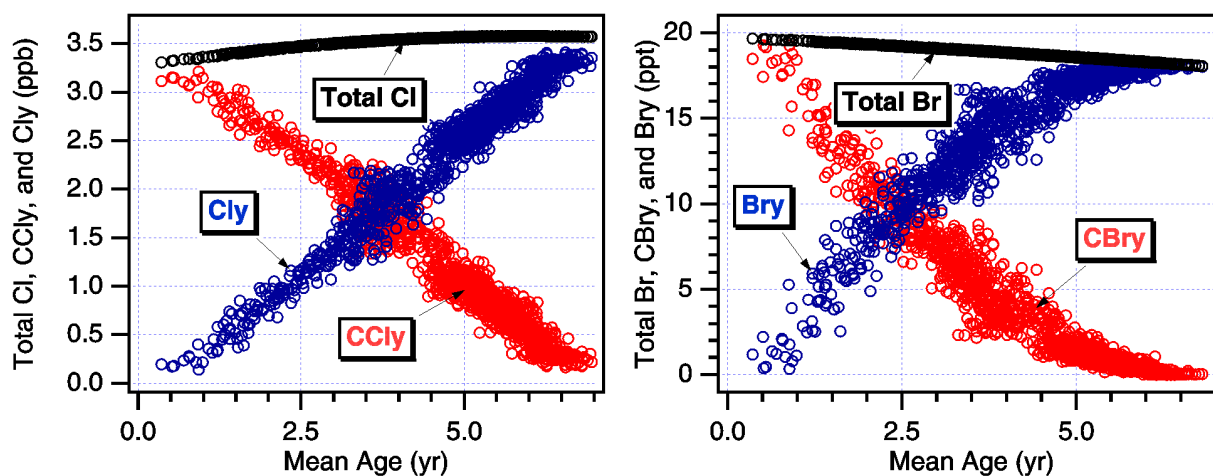 Total Cl, CCly, and Cly (ppb)
3.5
3.0
2.5
2.0
1.5
1.0
0.5
0.0
Total Cl
Cly
CCly
0.0
2.5
5.0
Mean Age (yr)
Total Br, CBry, and Bry (ppt)
20
15
10
5
0
Total Br
Bry
CBry
0.0
2.5
5.0
Mean Age (yr)